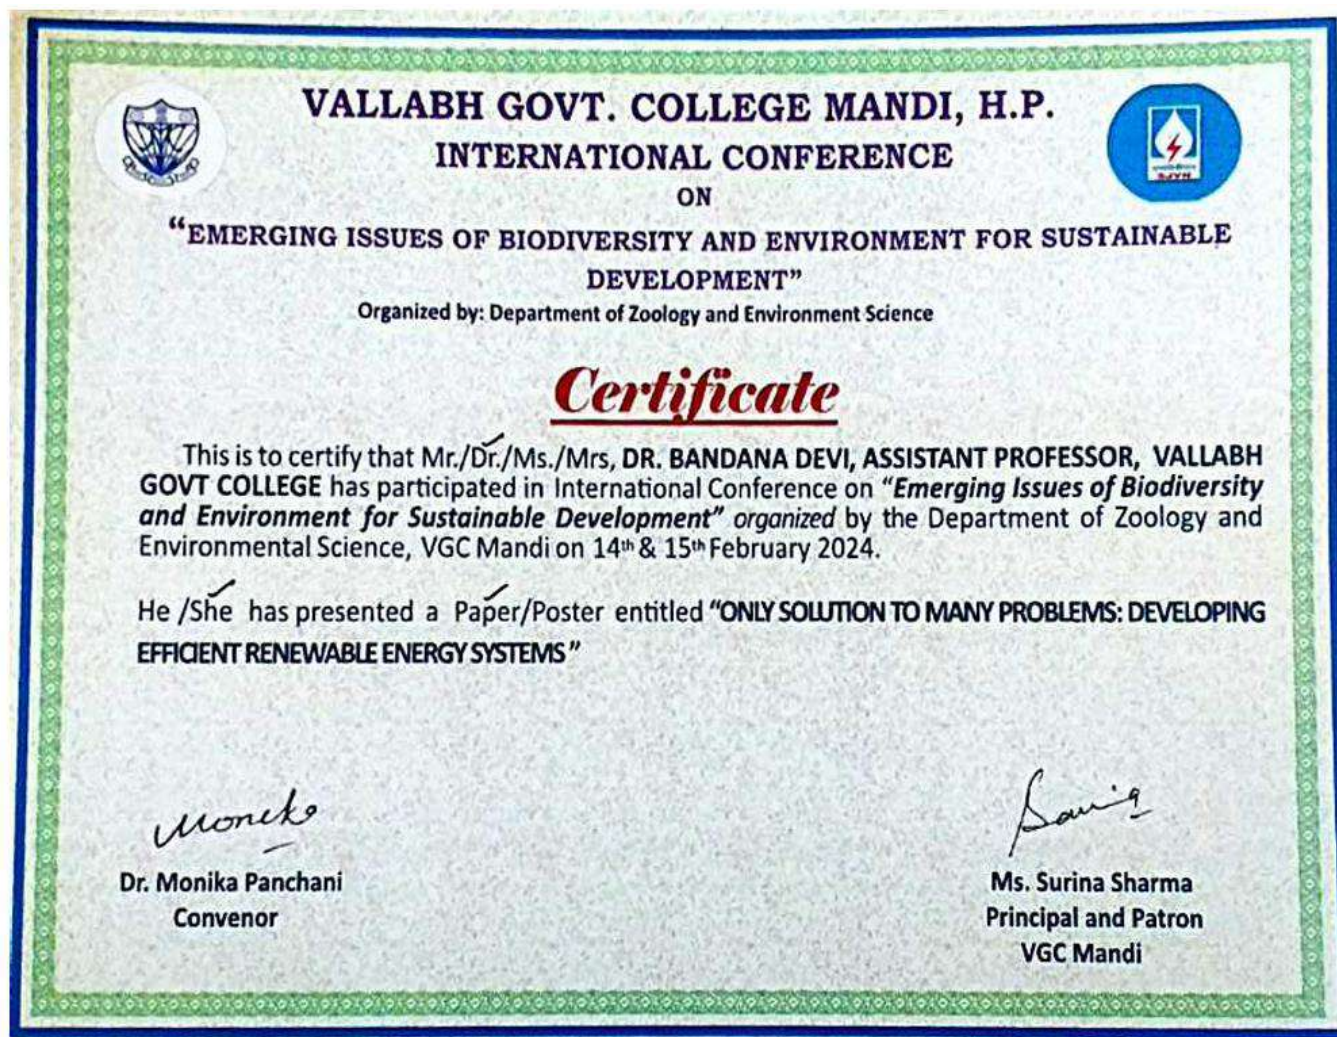 VALLABH GOVT. COLLEGE MANDI, H.P.
INTERNATIONAL CONFERENCE
ON
“EMERGING ISSUES OF BIODIVERSITY AND ENVIRONMENT FOR SUSTAINABLE
DEVELOPMENT”
Organized by: Department of Zoology and Environment Science
SJVN
Certificate
This is to certify that Mr./Dr./Ms./Mrs, DR. BANDANA DEVI, ASSISTANT PROFESSOR, VALLABH
GOVT COLLEGE has participated in International Conference on “Emerging Issues of Biodiversity
and Environment for Sustainable Development” organized by the Department of Zoology and
Environmental Science, VGC Mandi on 14th & 15th February 2024.
He /She has presented a Paper/Poster entitled “ONLY SOLUTION TO MANY PROBLEMS: DEVELOPING
EFFICIENT RENEWABLE ENERGY SYSTEMS”
Dr. Monika Panchani
Convenor
Ms. Surina Sharma
Principal and Patron
VGC Mandi